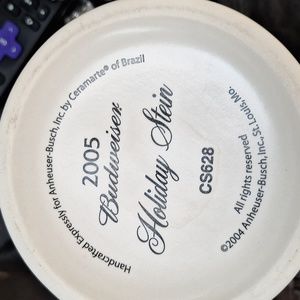 Handcrafted Expressly for Anheuser-Busch, Inc. by Ceramarte® of Brazil
2005
Budweiser
Holiday Stein
CS628
All rights reserved
©2004 Anheuser-Busch, Inc., St. Louis, Mo.